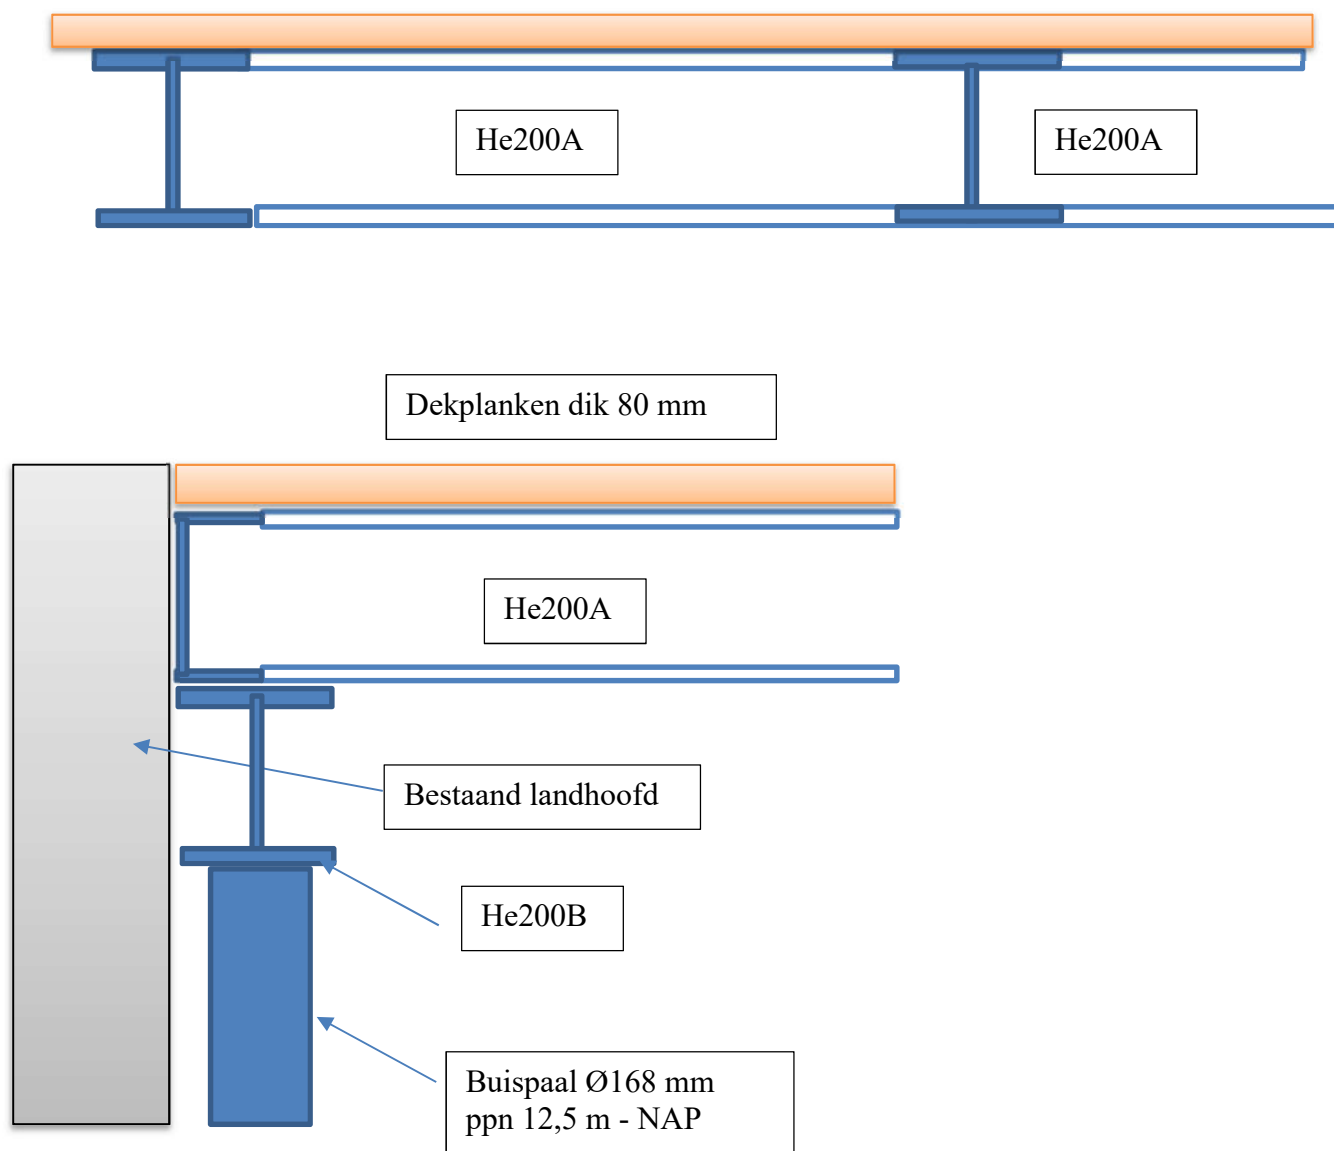 He200A
He200A
Dekplanken dik 80 mm
He200A
Bestaand landhoofd
He200B
Buispaal Ø168 mm
ppn 12,5 m - NAP